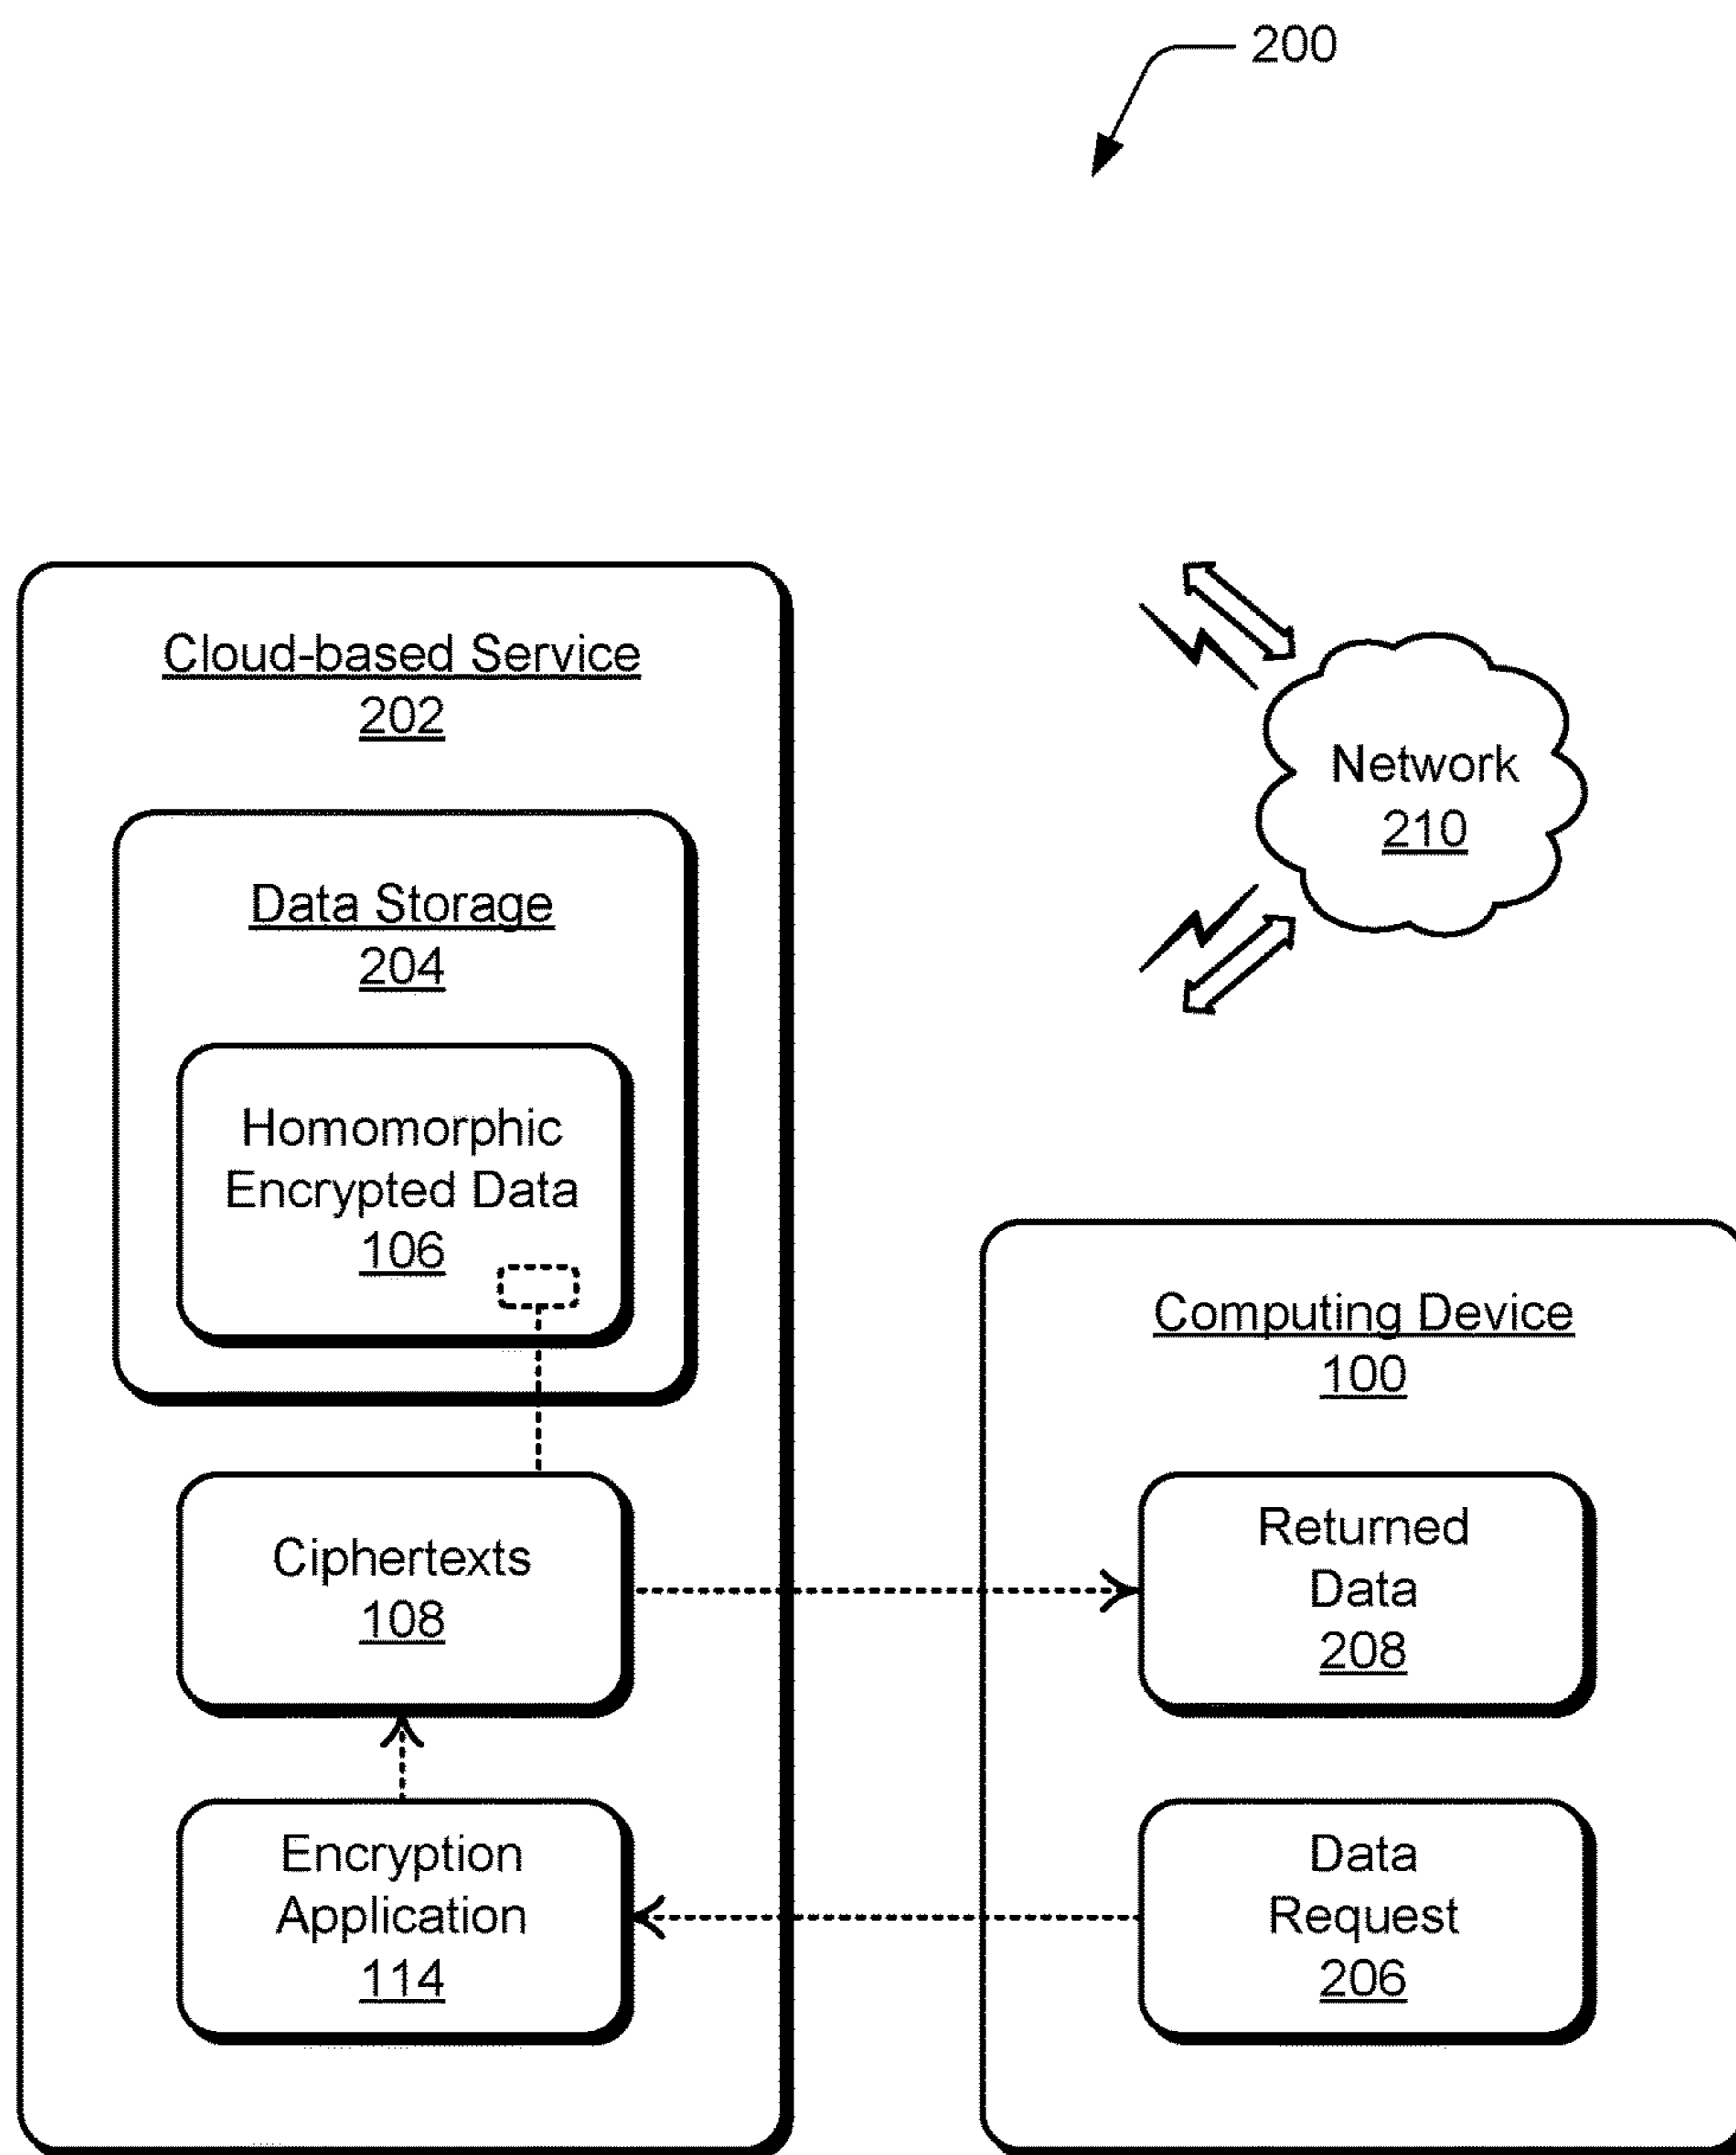 200
Cloud-based Service
202
Data Storage
204
Homomorphic
Encrypted Data
106
Ciphertexts
108
Encryption
Application
114
Network
210
Computing Device
100
Returned
Data
208
Data
Request
206